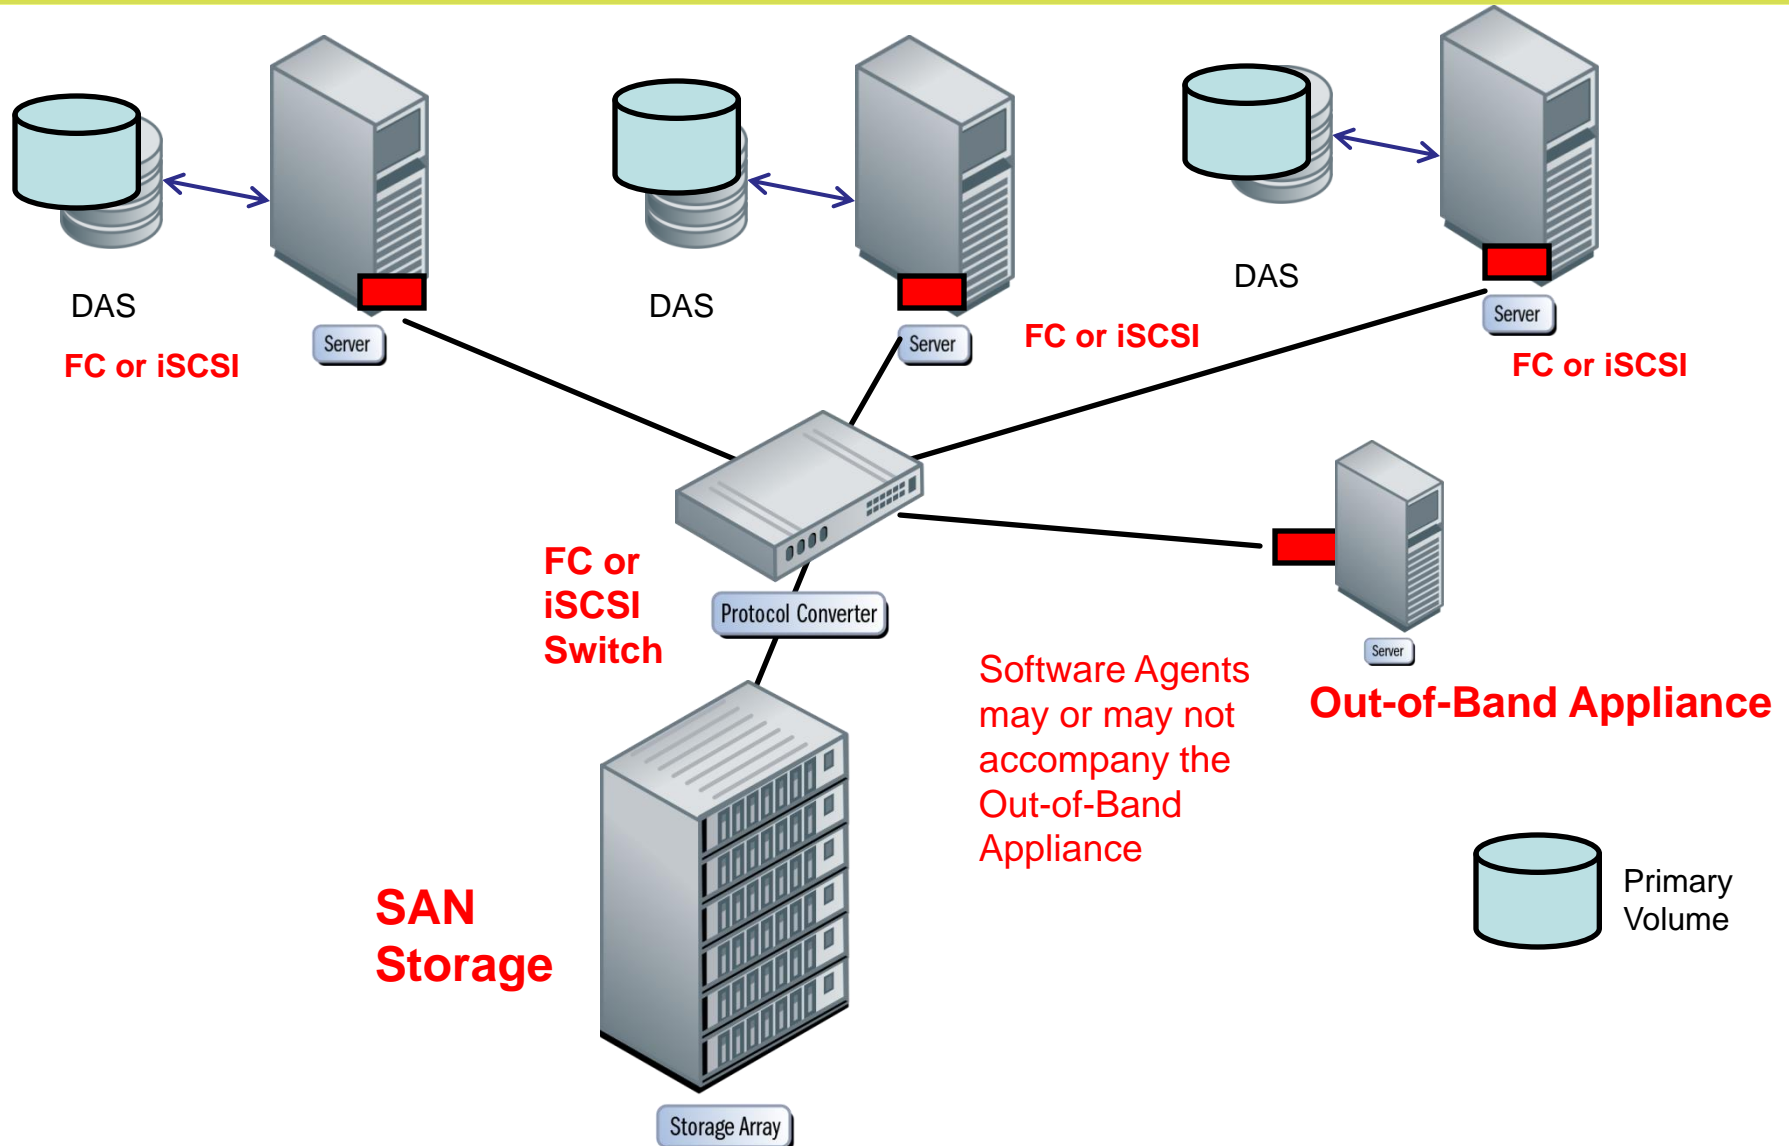 DAS
Server
FC or iSCSI
DAS
Server
FC or iSCSI
DAS
Server
FC or iSCSI
FC or
iSCSI
Switch
Protocol Converter
Server
Out-of-Band Appliance
Software Agents
may or may not
accompany the
Out-of-Band
Appliance
SAN
Storage
Primary
Volume
Storage Array